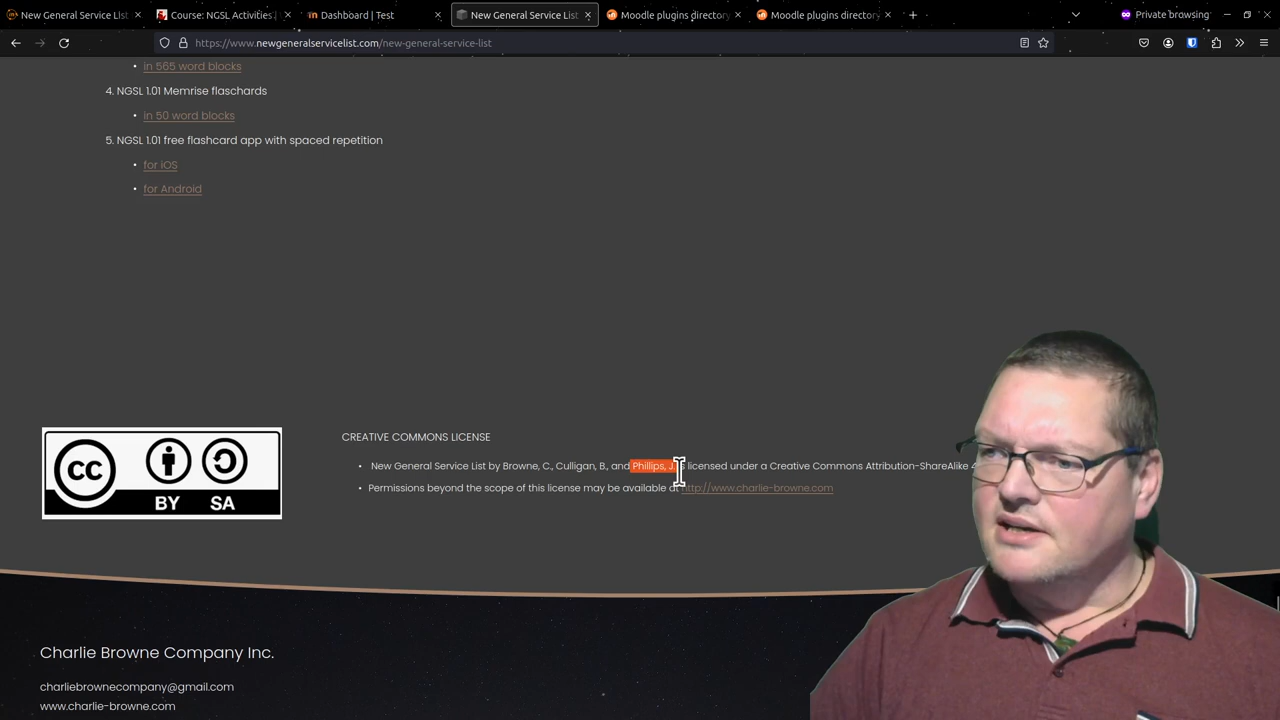 New General Service List
Course: NGSL Activities
Dashboard | Test
New General Service List
Moodle plugins directory
Moodle plugins directory
Private browsing
https://www.newgeneralservicelist.com/new-general-service-list
• in 565 word blocks
4. NGSL 1.01 Memrise flaschards
• in 50 word blocks
5. NGSL 1.01 free flashcard app with spaced repetition
• for iOS
• for Android
CREATIVE COMMONS LICENSE
• New General Service List by Browne, C., Culligan, B., and Phillips, J. is licensed under a Creative Commons Attribution-ShareAlike
• Permissions beyond the scope of this license may be available at http://www.charlie-browne.com
CC
BY SA
Charlie Browne Company Inc.
charliebrownecompany@gmail.com
www.charlie-browne.com